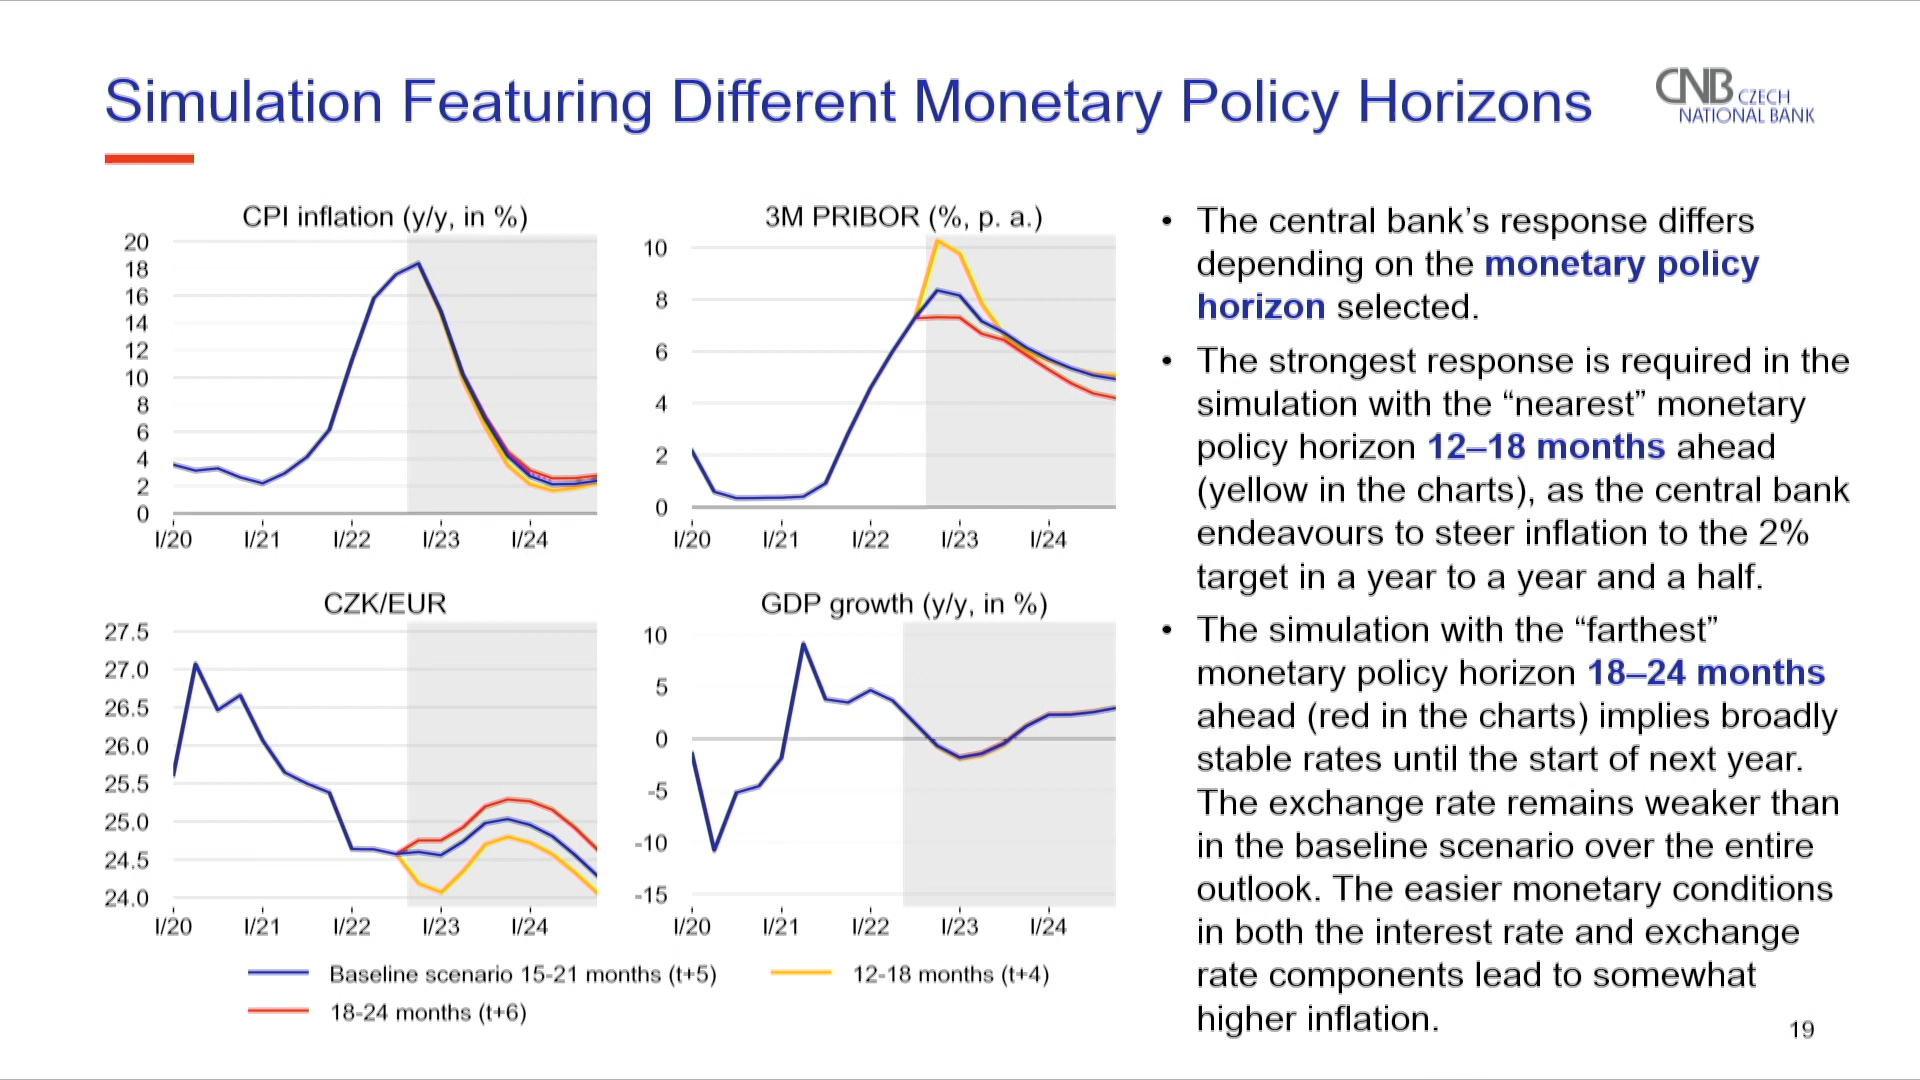 Simulation Featuring Different Monetary Policy Horizons
CNB CZECH
NATIONAL BANK
CPI inflation (y/y, in %)
20
18
16
14
12
10
8
6
4
2
0
I/20 I/21 I/22 I/23 I/24
3M PRIBOR (%, p. a.)
10
8
6
4
2
0
I/20 I/21 I/22 I/23 I/24
CZK/EUR
27.5
27.0
26.5
26.0
25.5
25.0
24.5
24.0
I/20 I/21 I/22 I/23 I/24
GDP growth (y/y, in %)
10
5
0
-5
-10
-15
I/20 I/21 I/22 I/23 I/24
Baseline scenario 15-21 months (t+5)
12-18 months (t+4)
18-24 months (t+6)
• The central bank’s response differs
depending on the monetary policy
horizon selected.
• The strongest response is required in the
simulation with the “nearest” monetary
policy horizon 12–18 months ahead
(yellow in the charts), as the central bank
endeavours to steer inflation to the 2%
target in a year to a year and a half.
• The simulation with the “farthest”
monetary policy horizon 18–24 months
ahead (red in the charts) implies broadly
stable rates until the start of next year.
The exchange rate remains weaker than
in the baseline scenario over the entire
outlook. The easier monetary conditions
in both the interest rate and exchange
rate components lead to somewhat
higher inflation.
19